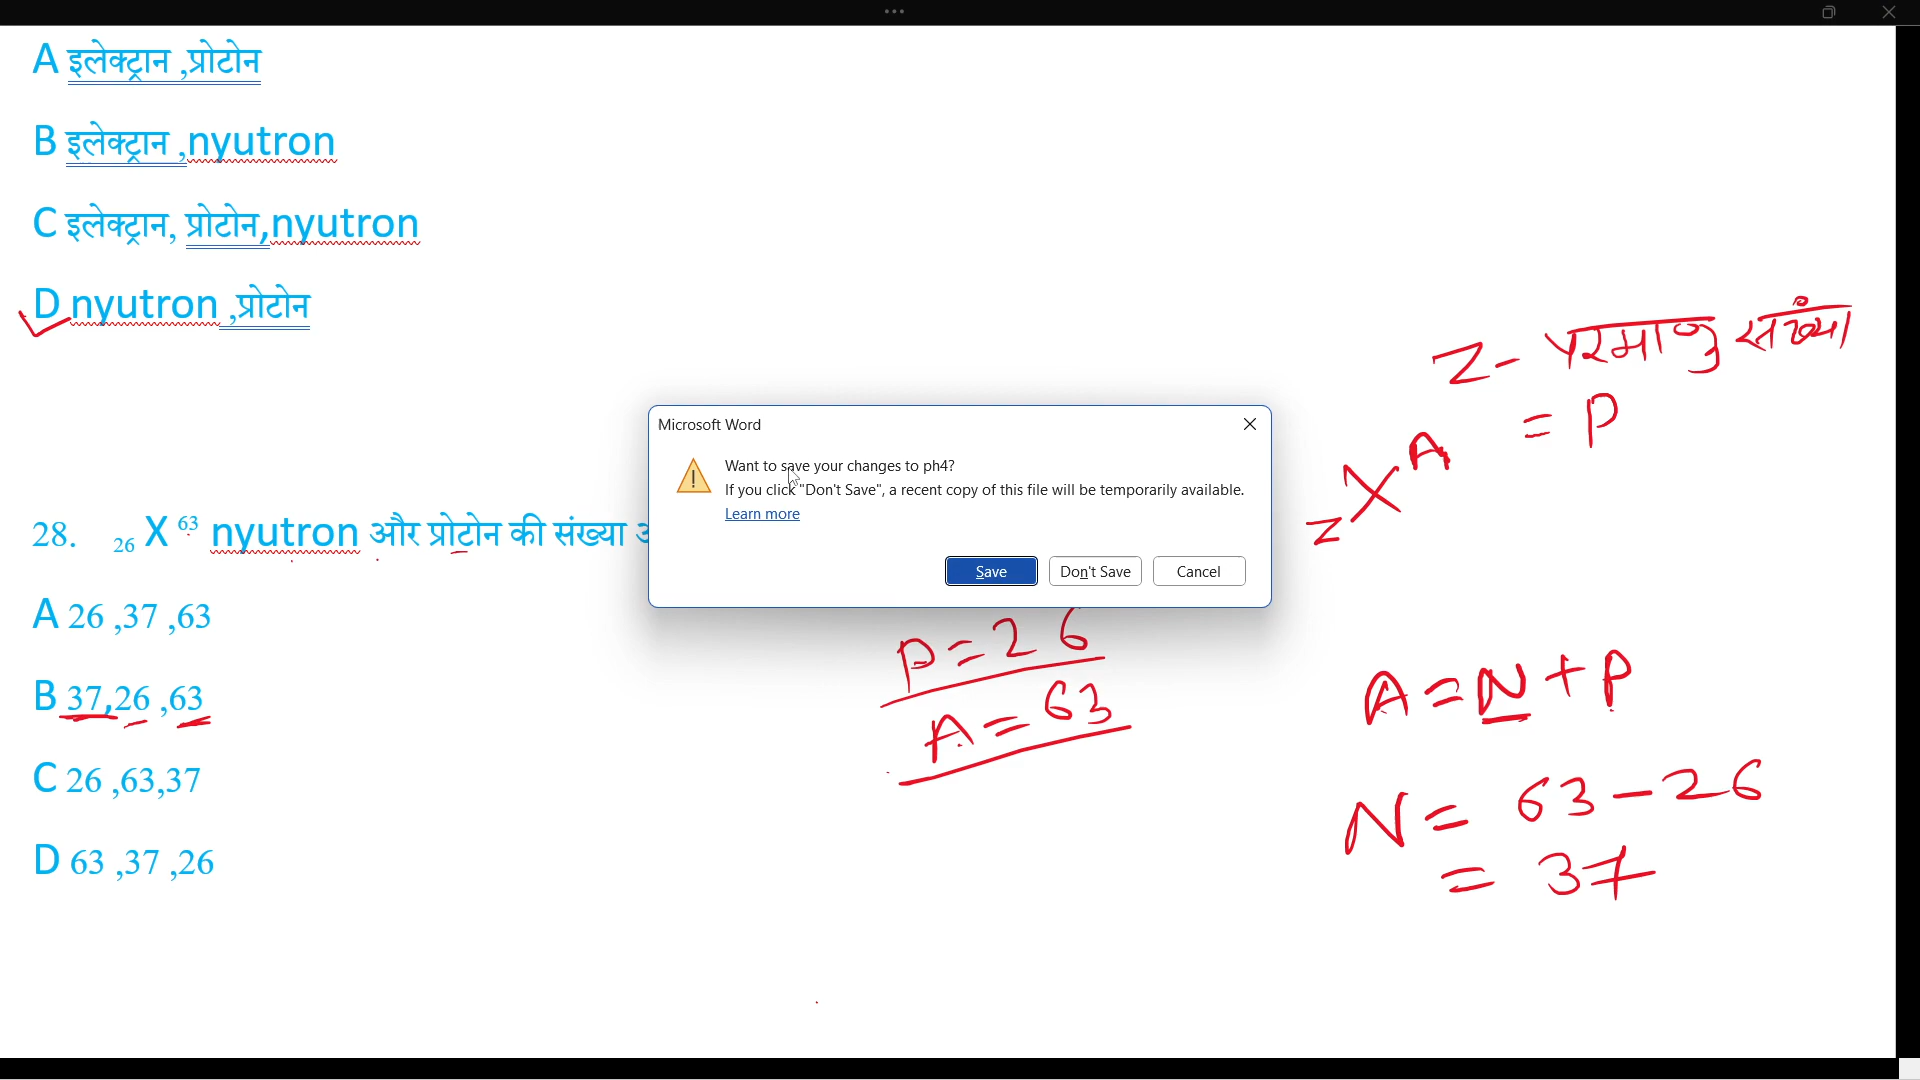 A इलेक्ट्रान ,प्रोटोन
B इलेक्ट्रान ,nyutron
C इलेक्ट्रान, प्रोटोन,nyutron
D nyutron ,प्रोटोन
Z- परमाणु संख्या
= P
Z X A
Microsoft Word
Want to save your changes to ph4?
If you click "Don't Save", a recent copy of this file will be temporarily available.
Learn more
Save Don't Save Cancel
28. 26 X 63 nyutron और प्रोटोन की संख्या
A 26 ,37 ,63
B 37,26 ,63
C 26 ,63,37
D 63 ,37 ,26
P=26
A=63
A=N+P
N= 63-26
= 37